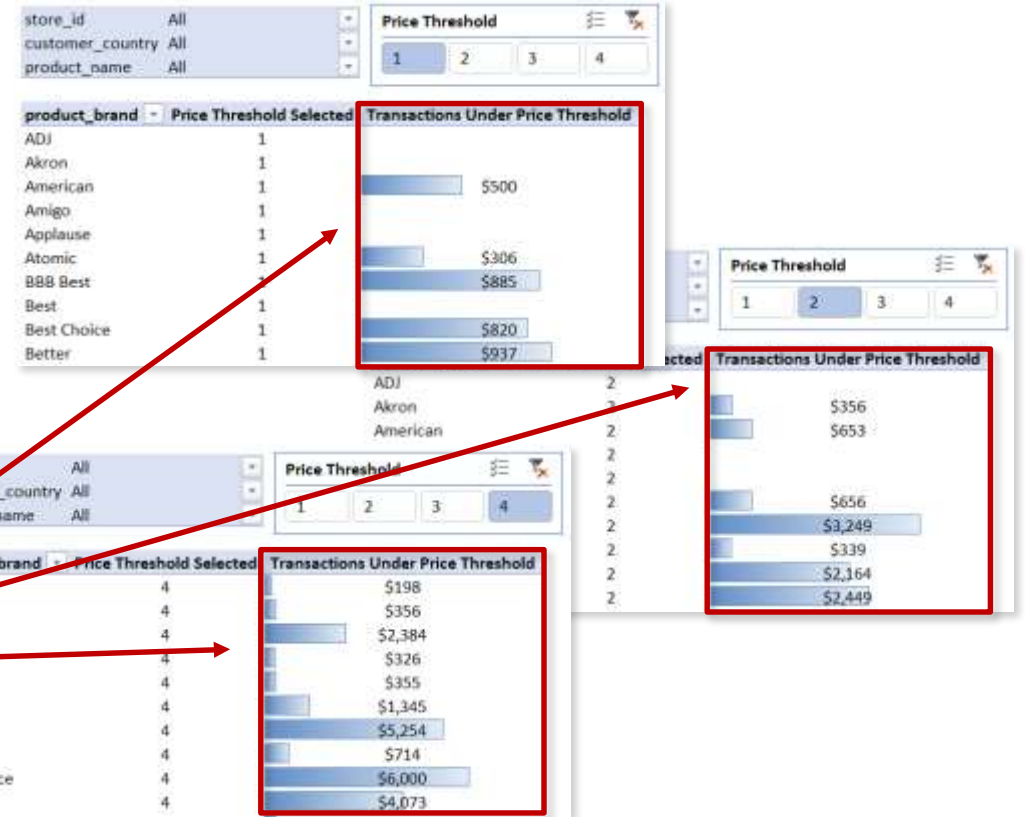 store_id All
customer_country All
product_name All
Price Threshold
1 2 3 4
product_brand Price Threshold Selected Transactions Under Price Threshold
ADJ 1
Akron 1
American 1 $500
Amigo 1
Applause 1
Atomic 1 $306
BBB Best 1 $885
Best 1
Best Choice 1 $820
Better 1 $937
Price Threshold
1 2 3 4
ected Transactions Under Price Threshold
ADJ 2
Akron 2 $356
American 2 $653
2
2
2 $656
2 $3,249
2 $339
2 $2,164
2 $2,449
All
_country All
name All
Price Threshold
1 2 3 4
brand Price Threshold Selected Transactions Under Price Threshold
4 $198
4 $356
4 $2,384
4 $326
4 $355
4 $1,345
4 $5,254
4 $714
ce 4 $6,000
4 $4,073